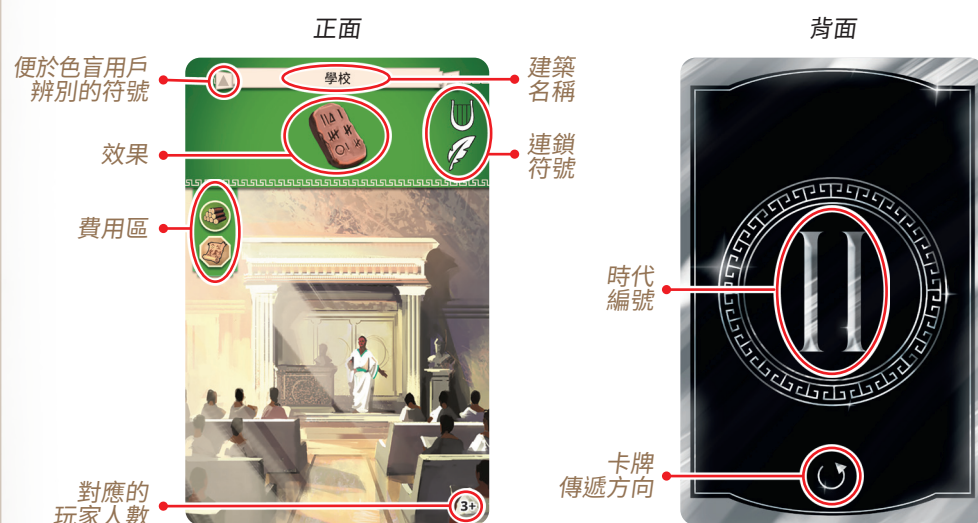 正面
背面
便於色盲用戶
辨別的符號
學校
建築
名稱
效果
連鎖
符號
費用區
時代
編號
II
卡牌
傳遞方向
對應的
玩家人數
3+